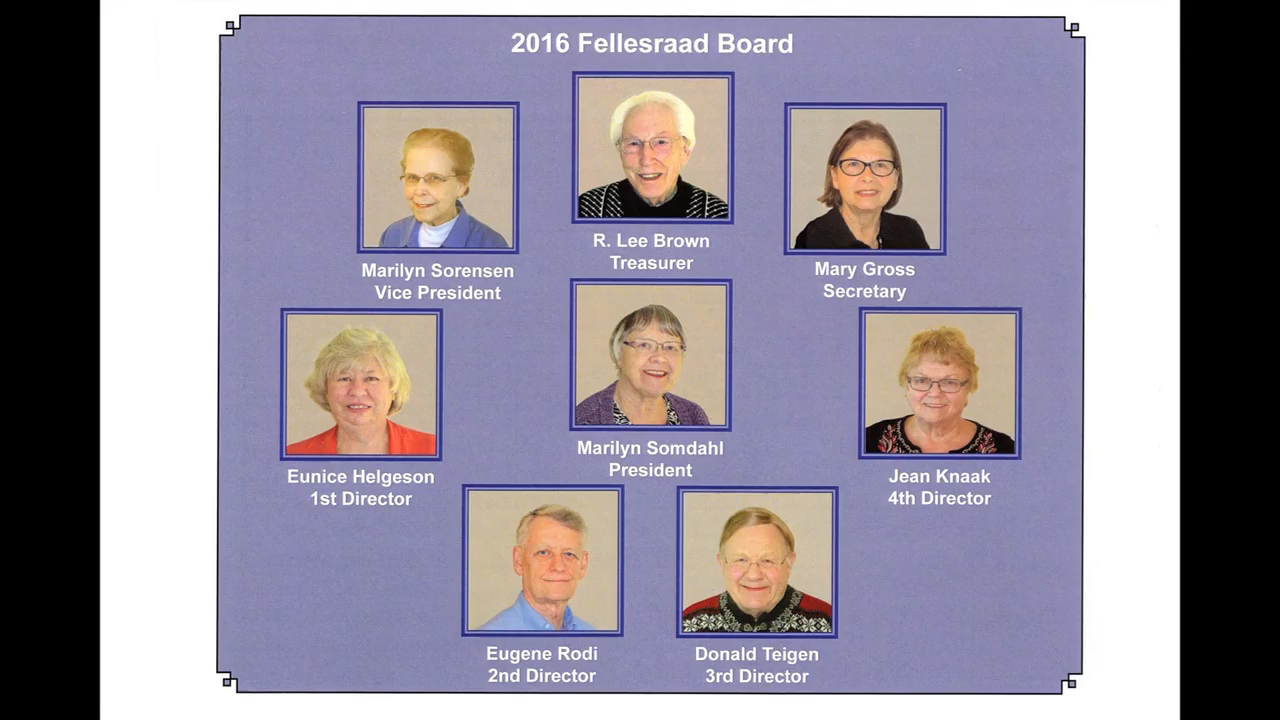 2016 Fellesraad Board
Marilyn Sorensen
Vice President
R. Lee Brown
Treasurer
Mary Gross
Secretary
Eunice Helgeson
1st Director
Marilyn Somdahl
President
Jean Knaak
4th Director
Eugene Rodi
2nd Director
Donald Teigen
3rd Director